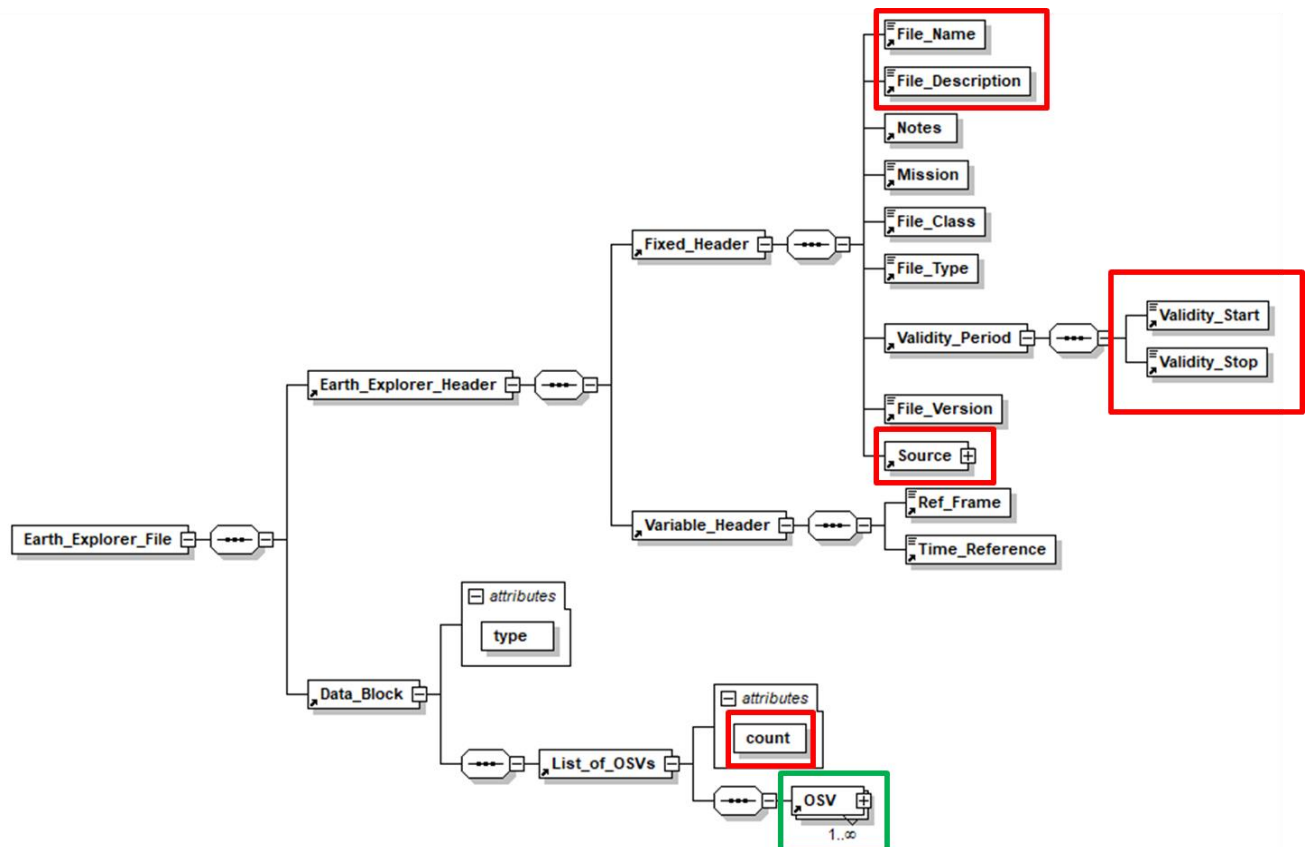 File_Name
File_Description
Notes
Mission
File_Class
Fixed_Header
File_Type
Validity_Start
Validity_Period
Validity_Stop
Earth_Explorer_Header
File_Version
Source
Ref_Frame
Variable_Header
Earth_Explorer_File
Time_Reference
attributes
type
Data_Block
attributes
count
List_of_OSVs
OSV
1..∞